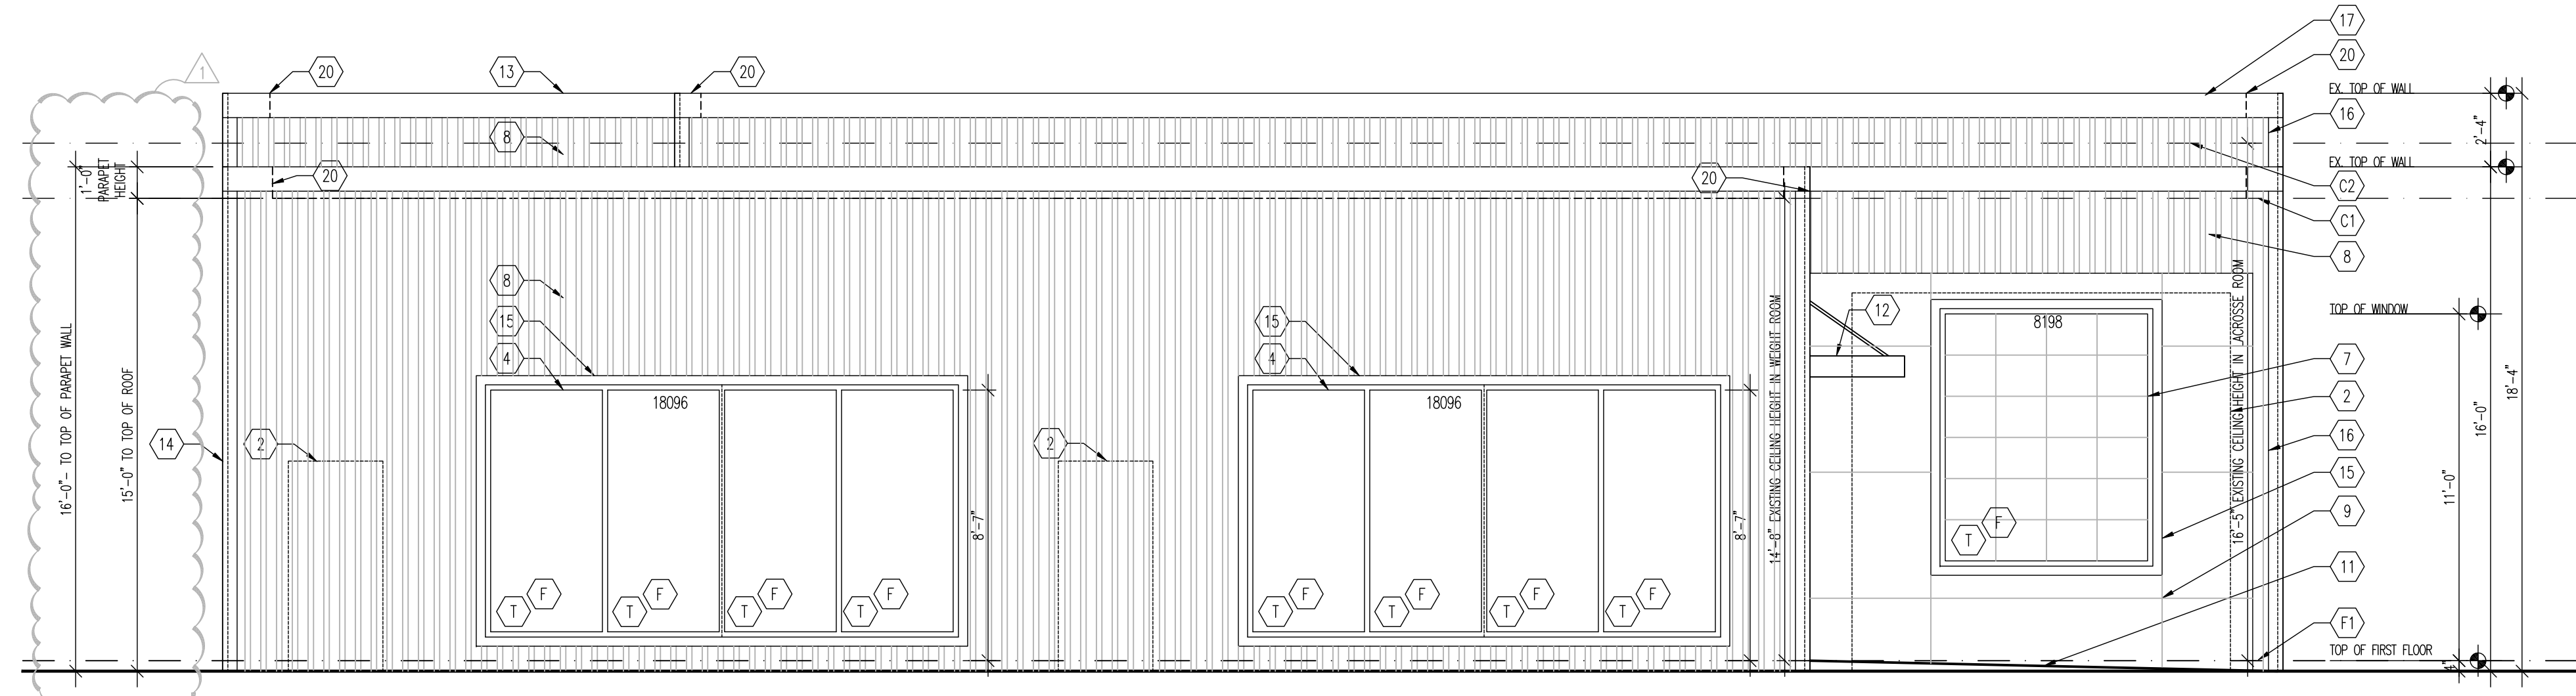 17
1
20
13
20
20
EX. TOP OF WALL
16
8
2'-4"
1'-0"
PARAPET
HEIGHT
20
20
EX. TOP OF WALL
C2
C1
8
8
15
15
12
8198
TOP OF WINDOW
4
4
7
2
18096
18096
16'-0"- TO TOP OF PARAPET WALL
15'-0" TO TOP OF ROOF
14
2
2
14'-8" EXISTING CEILING HEIGHT IN WEIGHT ROOM
16'-5" EXISTING CEILING HEIGHT IN LACROSSE ROOM
16
15
9
11
8'-7"
8'-7"
T F
T F
T F
T F
T F
T F
T F
T F
T F
11'-0"
16'-0"
18'-4"
F1
TOP OF FIRST FLOOR
4"